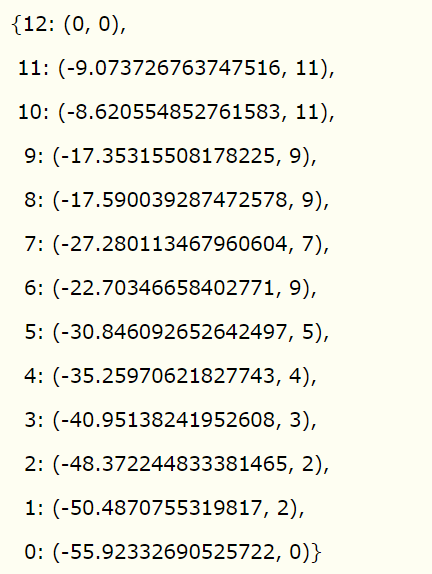 {12: (0, 0),
11: (-9.073726763747516, 11),
10: (-8.620554852761583, 11),
9: (-17.35315508178225, 9),
8: (-17.590039287472578, 9),
7: (-27.280113467960604, 7),
6: (-22.70346658402771, 9),
5: (-30.846092652642497, 5),
4: (-35.25970621827743, 4),
3: (-40.95138241952608, 3),
2: (-48.372244833381465, 2),
1: (-50.4870755319817, 2),
0: (-55.92332690525722, 0)}